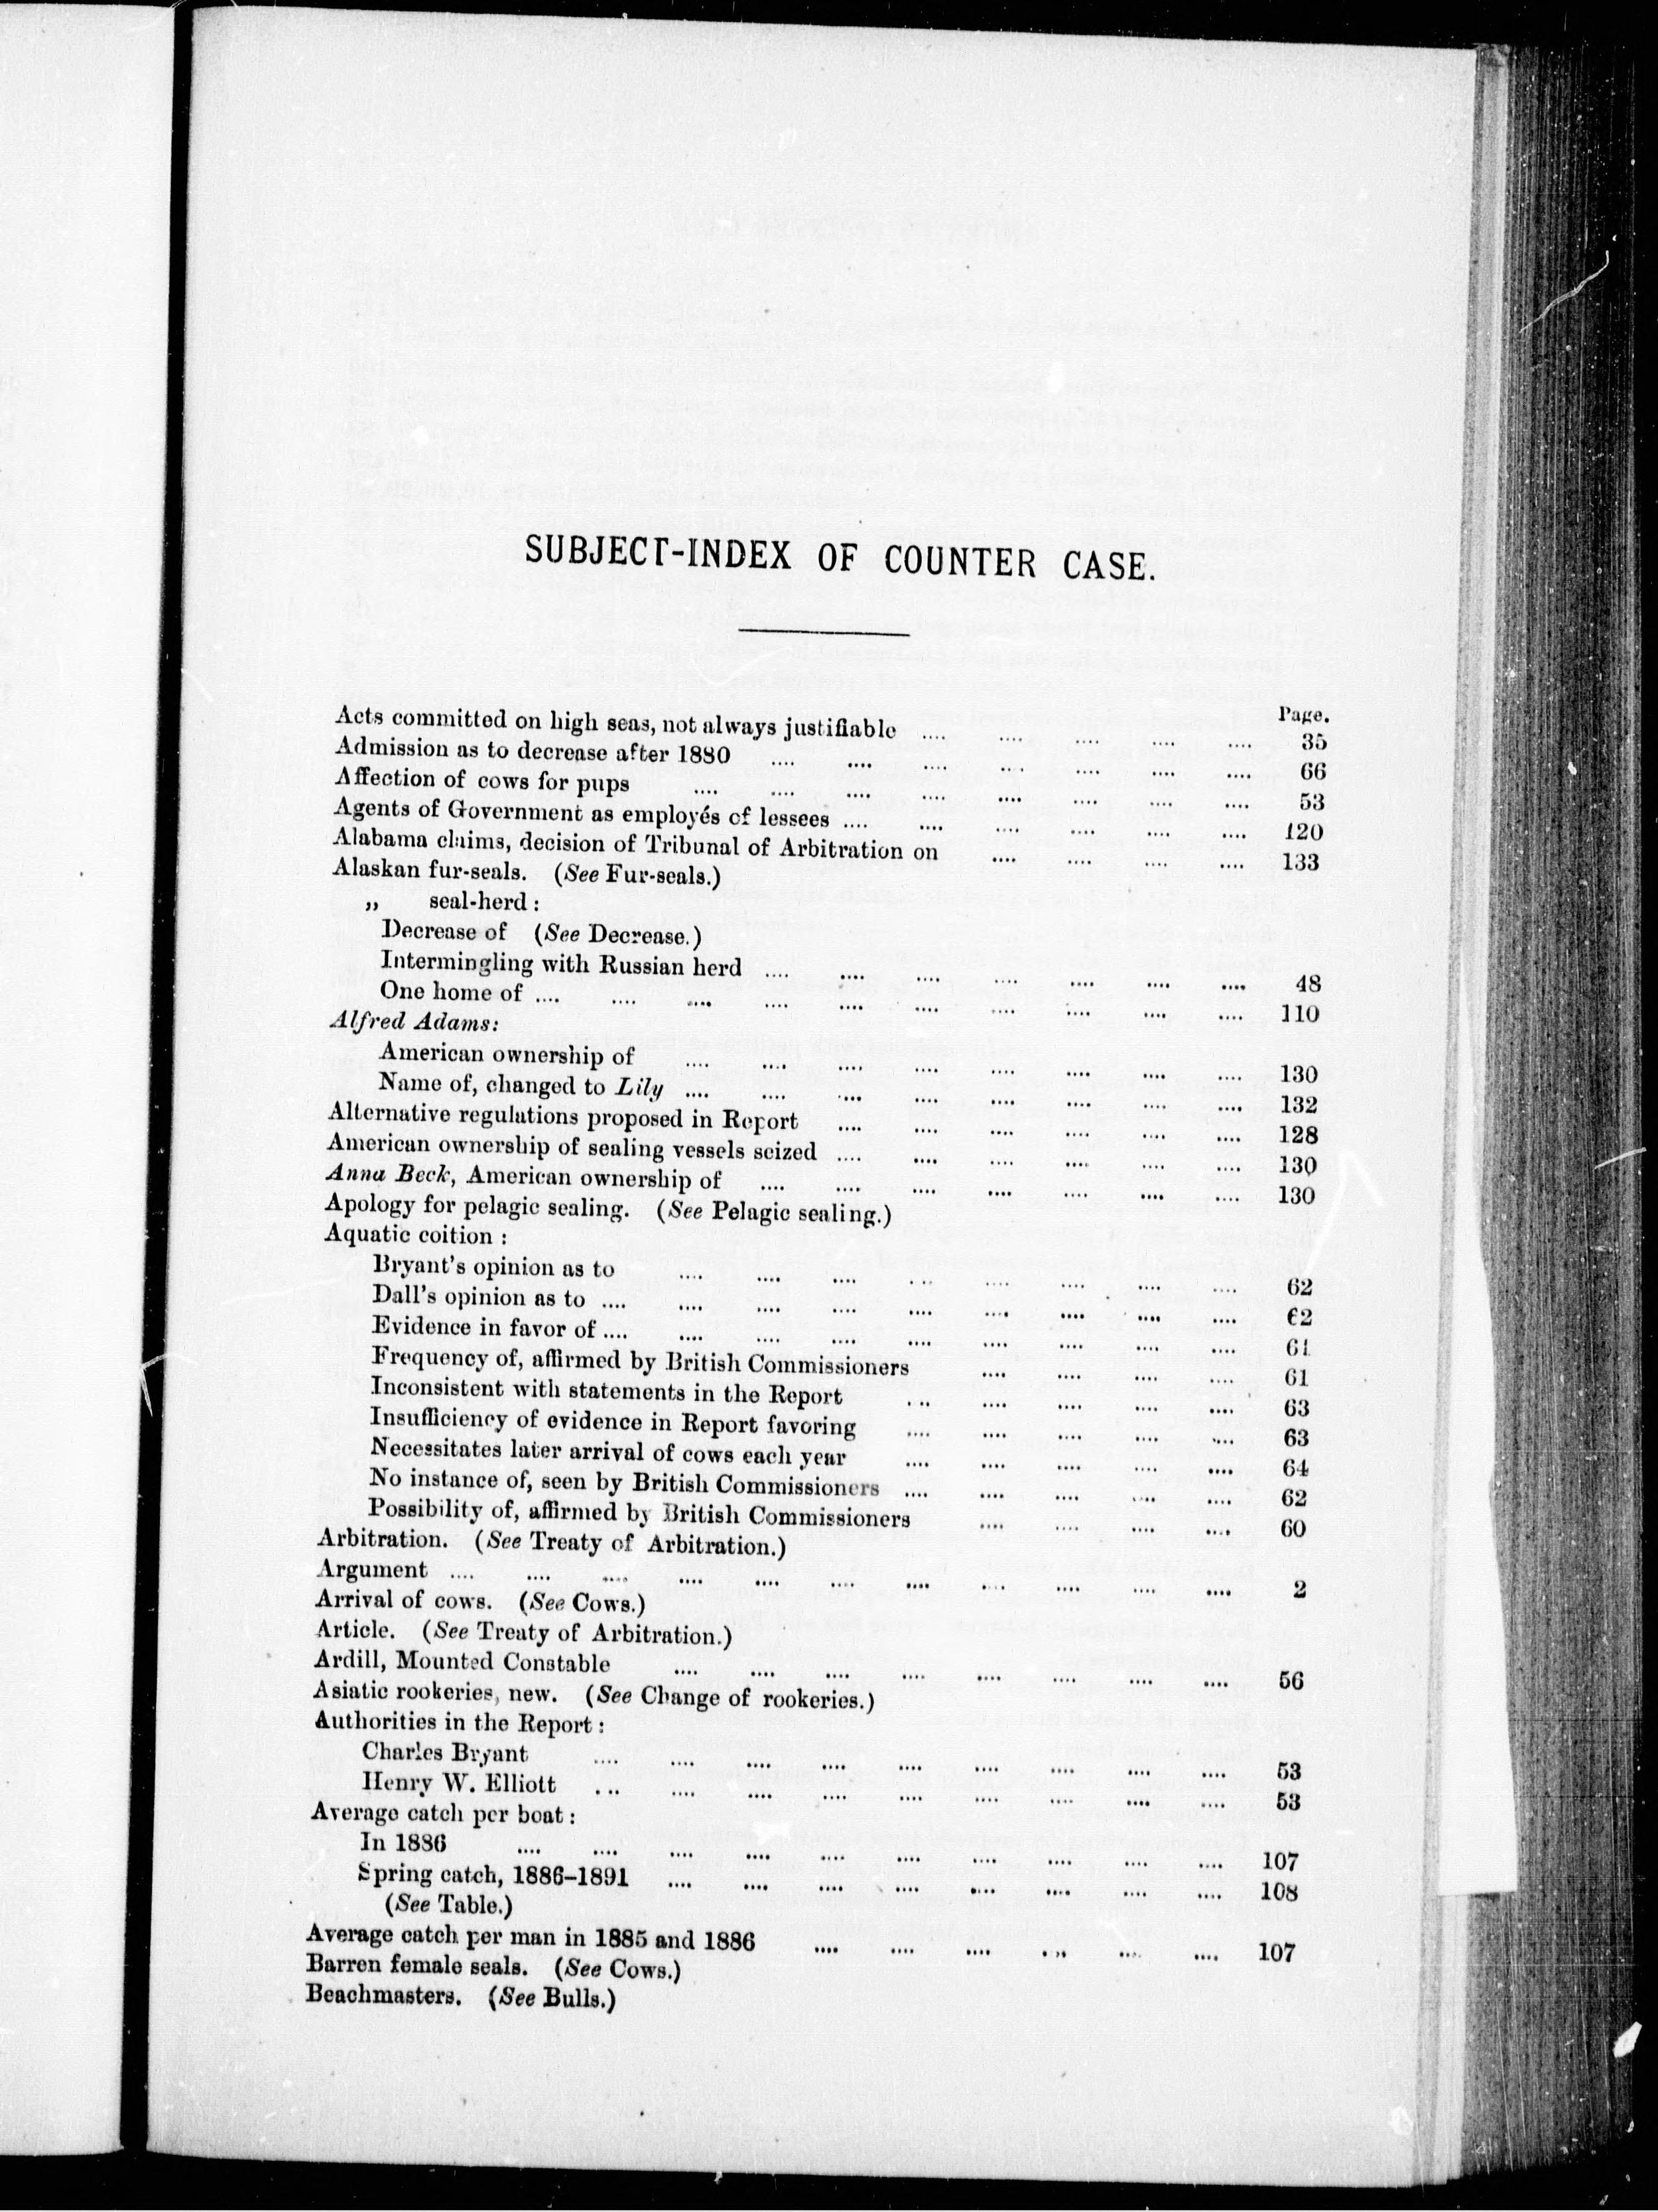 SUBJECT-INDEX OF COUNTER CASE.
Page.
Acts committed on high seas, not always justifiable .... .... .... .... .... 35
Admission as to decrease after 1880 .... .... .... .... .... .... .... 66
Affection of cows for pups .... .... .... .... .... .... .... .... 53
Agents of Government as employés of lessees .... .... .... .... .... .... 120
Alabama claims, decision of Tribunal of Arbitration on .... .... .... .... 133
Alaskan fur-seals. (See Fur-seals.)
„ seal-herd :
Decrease of (See Decrease.)
Intermingling with Russian herd .... .... .... .... .... .... .... 48
One home of .... .... .... .... .... .... .... .... .... .... 110
Alfred Adams:
American ownership of .... .... .... .... .... .... .... .... 130
Name of, changed to Lily .... .... .... .... .... .... .... .... 132
Alternative regulations proposed in Report .... .... .... .... .... .... 128
American ownership of sealing vessels seized .... .... .... .... .... .... 130
Anna Beck, American ownership of .... .... .... .... .... .... .... 130
Apology for pelagic sealing. (See Pelagic sealing.)
Aquatic coition :
Bryant's opinion as to .... .... .... .... .... .... .... .... 62
Dall's opinion as to .... .... .... .... .... .... .... .... .... 62
Evidence in favor of .... .... .... .... .... .... .... .... .... 61
Frequency of, affirmed by British Commissioners .... .... .... .... 61
Inconsistent with statements in the Report .... .... .... .... .... 63
Insufficiency of evidence in Report favoring .... .... .... .... .... 63
Necessitates later arrival of cows each year .... .... .... .... .... 64
No instance of, seen by British Commissioners .... .... .... .... .... 62
Possibility of, affirmed by British Commissioners .... .... .... .... 60
Arbitration. (See Treaty of Arbitration.)
Argument .... .... .... .... .... .... .... .... .... .... .... 2
Arrival of cows. (See Cows.)
Article. (See Treaty of Arbitration.)
Ardill, Mounted Constable .... .... .... .... .... .... .... .... 56
Asiatic rookeries, new. (See Change of rookeries.)
Authorities in the Report :
Charles Bryant .... .... .... .... .... .... .... .... .... 53
Henry W. Elliott .... .... .... .... .... .... .... .... .... 53
Average catch per boat :
In 1886 .... .... .... .... .... .... .... .... .... .... 107
Spring catch, 1886–1891 .... .... .... .... .... .... .... .... 108
(See Table.)
Average catch per man in 1885 and 1886 .... .... .... .... .... .... 107
Barren female seals. (See Cows.)
Beachmasters. (See Bulls.)